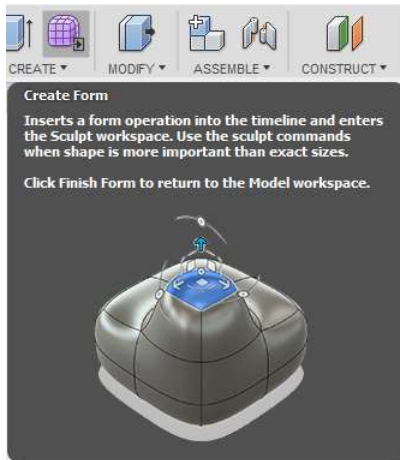 CREATE ▾ MODIFY ▾ ASSEMBLE ▾ CONSTRUCT ▾
Create Form
Inserts a form operation into the timeline and enters
the Sculpt workspace. Use the sculpt commands
when shape is more important than exact sizes.
Click Finish Form to return to the Model workspace.